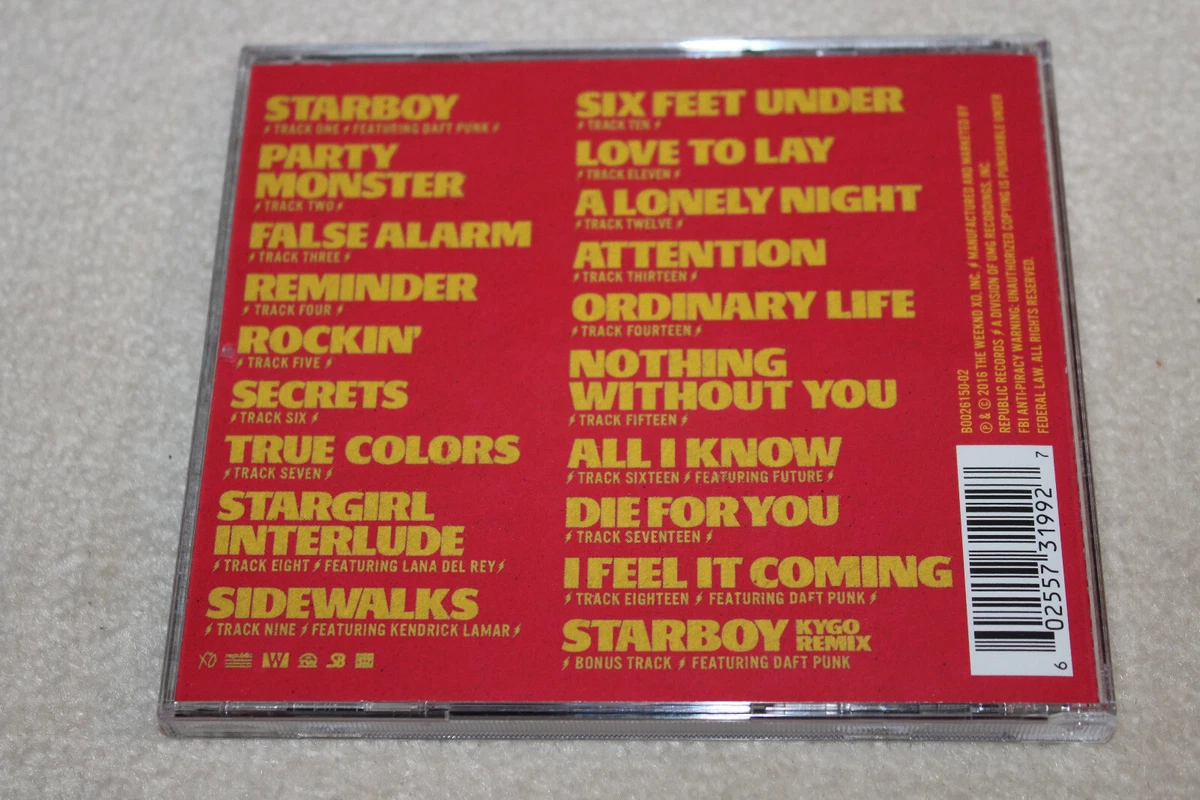 STARBOY
TRACK ONE FEATURING DAFT PUNK
PARTY
MONSTER
TRACK TWO
FALSE ALARM
TRACK THREE
REMINDER
TRACK FOUR
ROCKIN'
TRACK FIVE
SECRETS
TRACK SIX
TRUE COLORS
TRACK SEVEN
STARGIRL
INTERLUDE
TRACK EIGHT FEATURING LANA DEL REY
SIDEWALKS
TRACK NINE FEATURING KENDRICK LAMAR
XO republic W SB
SIX FEET UNDER
TRACK TEN
LOVE TO LAY
TRACK ELEVEN
A LONELY NIGHT
TRACK TWELVE
ATTENTION
TRACK THIRTEEN
ORDINARY LIFE
TRACK FOURTEEN
NOTHING
WITHOUT YOU
TRACK FIFTEEN
ALL I KNOW
TRACK SIXTEEN FEATURING FUTURE
DIE FOR YOU
TRACK SEVENTEEN
I FEEL IT COMING
TRACK EIGHTEEN FEATURING DAFT PUNK
STARBOY KYGO
REMIX
BONUS TRACK FEATURING DAFT PUNK
B0026150-02
℗ & © 2016 THE WEEKND XO, INC. MANUFACTURED AND MARKETED BY
REPUBLIC RECORDS A DIVISION OF UMG RECORDINGS, INC.
FBI ANTI-PIRACY WARNING: UNAUTHORIZED COPYING IS PUNISHABLE UNDER
FEDERAL LAW. ALL RIGHTS RESERVED.
6 02557 31992 7